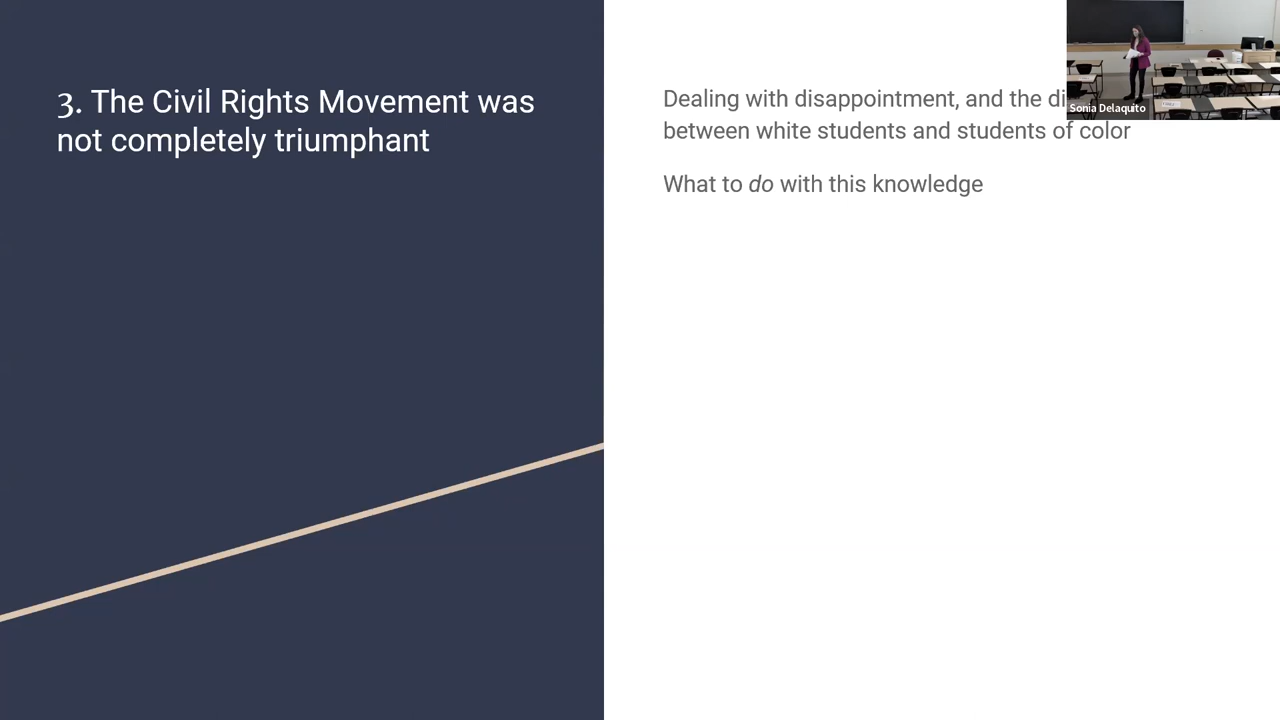 3. The Civil Rights Movement was
not completely triumphant
Dealing with disappointment, and the
between white students and students of color
What to do with this knowledge
Sonia Delaquito